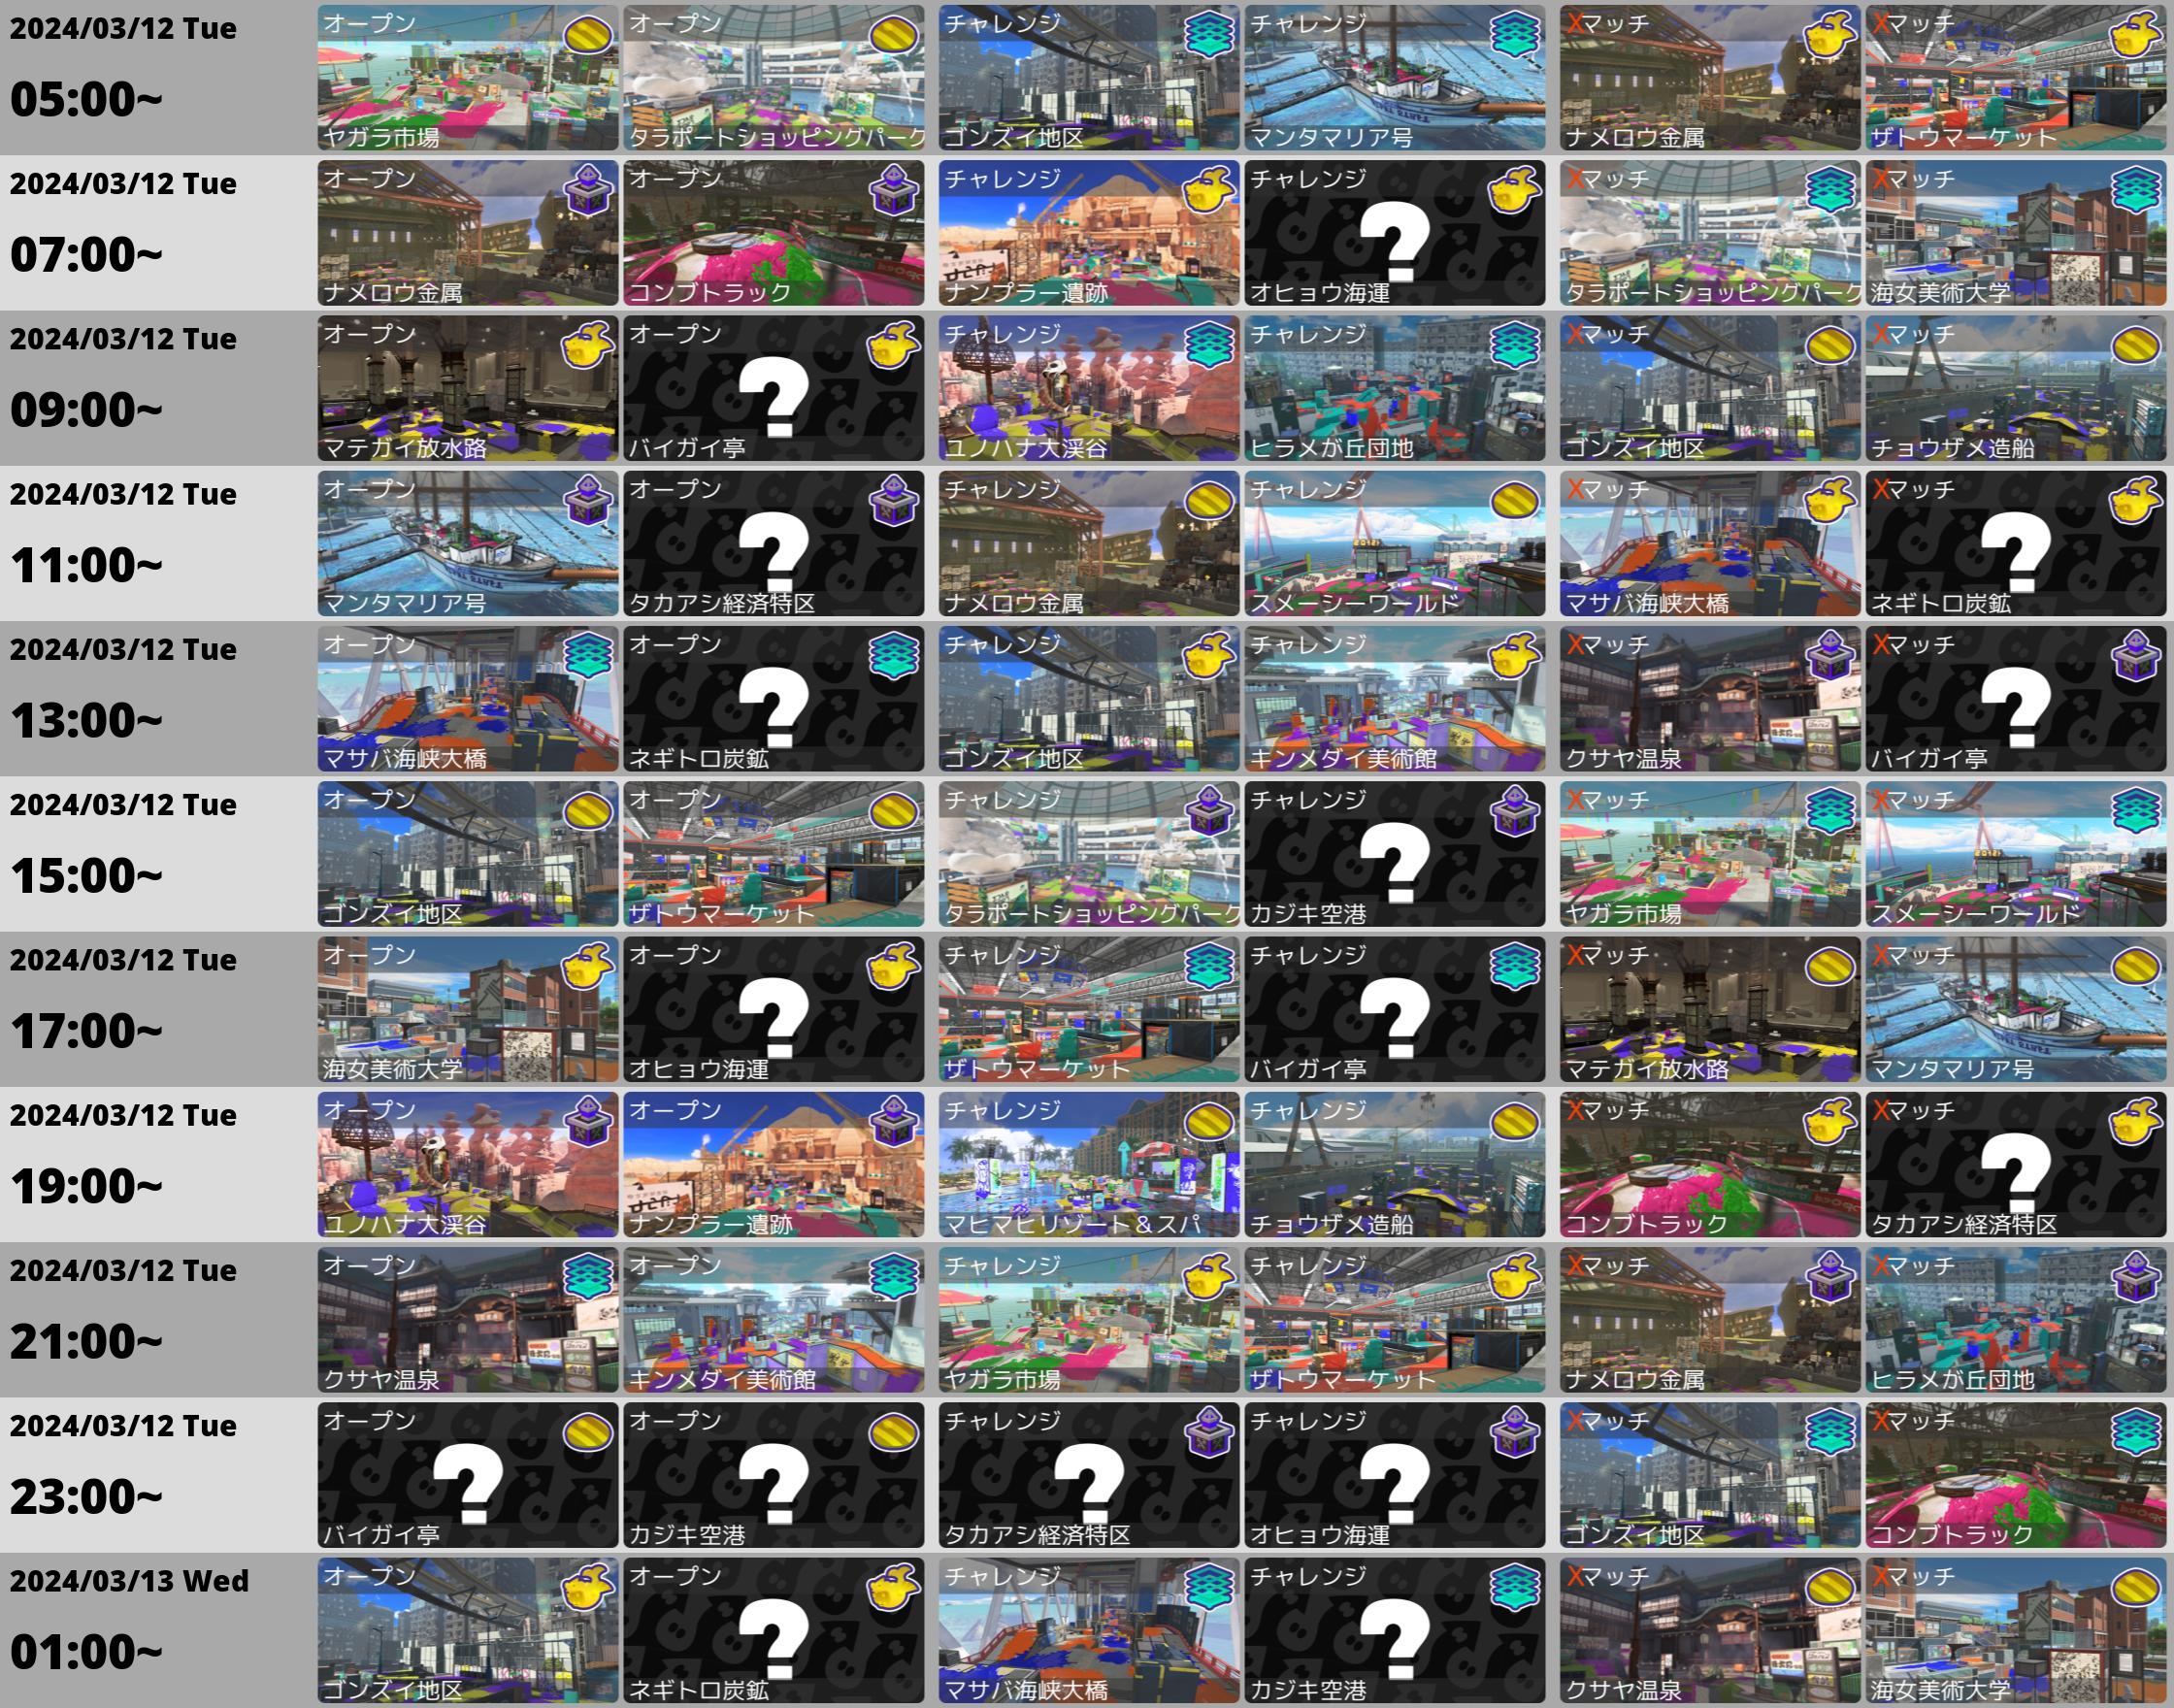 2024/03/12 Tue
05:00~
オープン
ヤガラ市場
オープン
タラポートショッピングパーク
チャレンジ
ゴンズイ地区
チャレンジ
マンタマリア号
Xマッチ
ナメロウ金属
Xマッチ
ザトウマーケット
2024/03/12 Tue
07:00~
オープン
ナメロウ金属
オープン
コンブトラック
チャレンジ
ナンプラー遺跡
チャレンジ
?
オヒョウ海運
Xマッチ
タラポートショッピングパーク
Xマッチ
海女美術大学
2024/03/12 Tue
09:00~
オープン
マテガイ放水路
オープン
?
バイガイ亭
チャレンジ
ユノハナ大渓谷
チャレンジ
ヒラメが丘団地
Xマッチ
ゴンズイ地区
Xマッチ
チョウザメ造船
2024/03/12 Tue
11:00~
オープン
マンタマリア号
オープン
?
タカアシ経済特区
チャレンジ
ナメロウ金属
チャレンジ
スメーシーワールド
Xマッチ
マサバ海峡大橋
Xマッチ
?
ネギトロ炭鉱
2024/03/12 Tue
13:00~
オープン
マサバ海峡大橋
オープン
?
ネギトロ炭鉱
チャレンジ
ゴンズイ地区
チャレンジ
キンメダイ美術館
Xマッチ
クサヤ温泉
Xマッチ
?
バイガイ亭
2024/03/12 Tue
15:00~
オープン
ゴンズイ地区
オープン
ザトウマーケット
チャレンジ
タラポートショッピングパーク
チャレンジ
?
カジキ空港
Xマッチ
ヤガラ市場
Xマッチ
スメーシーワールド
2024/03/12 Tue
17:00~
オープン
海女美術大学
オープン
?
オヒョウ海運
チャレンジ
ザトウマーケット
チャレンジ
?
バイガイ亭
Xマッチ
マテガイ放水路
Xマッチ
マンタマリア号
2024/03/12 Tue
19:00~
オープン
ユノハナ大渓谷
オープン
ナンプラー遺跡
チャレンジ
マヒマヒリゾート＆スパ
チャレンジ
チョウザメ造船
Xマッチ
コンブトラック
Xマッチ
?
タカアシ経済特区
2024/03/12 Tue
21:00~
オープン
クサヤ温泉
オープン
キンメダイ美術館
チャレンジ
ヤガラ市場
チャレンジ
ザトウマーケット
Xマッチ
ナメロウ金属
Xマッチ
ヒラメが丘団地
2024/03/12 Tue
23:00~
オープン
?
バイガイ亭
オープン
?
カジキ空港
チャレンジ
?
タカアシ経済特区
チャレンジ
?
オヒョウ海運
Xマッチ
ゴンズイ地区
Xマッチ
コンブトラック
2024/03/13 Wed
01:00~
オープン
ゴンズイ地区
オープン
?
ネギトロ炭鉱
チャレンジ
マサバ海峡大橋
チャレンジ
?
カジキ空港
Xマッチ
クサヤ温泉
Xマッチ
海女美術大学